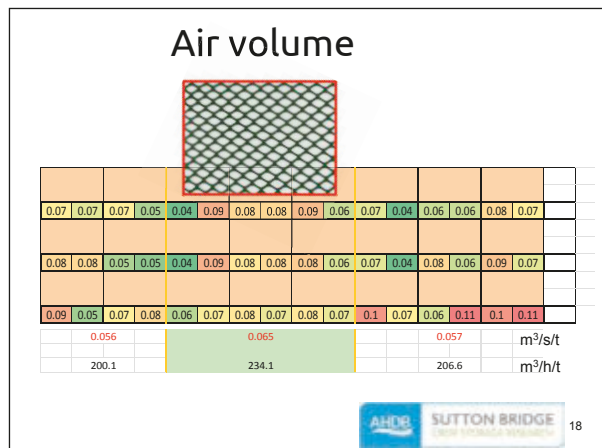 Air volume
0.07 0.07 0.07 0.05 0.04 0.09 0.08 0.08 0.09 0.06 0.07 0.04 0.06 0.06 0.08 0.07
0.08 0.08 0.05 0.05 0.04 0.09 0.08 0.08 0.08 0.06 0.07 0.04 0.08 0.06 0.09 0.07
0.09 0.05 0.07 0.08 0.06 0.07 0.08 0.07 0.08 0.07 0.1 0.07 0.06 0.11 0.1 0.11
0.056 0.065 0.057 m³/s/t
200.1 234.1 206.6 m³/h/t
AHDB SUTTON BRIDGE
CROP STORAGE RESEARCH
18